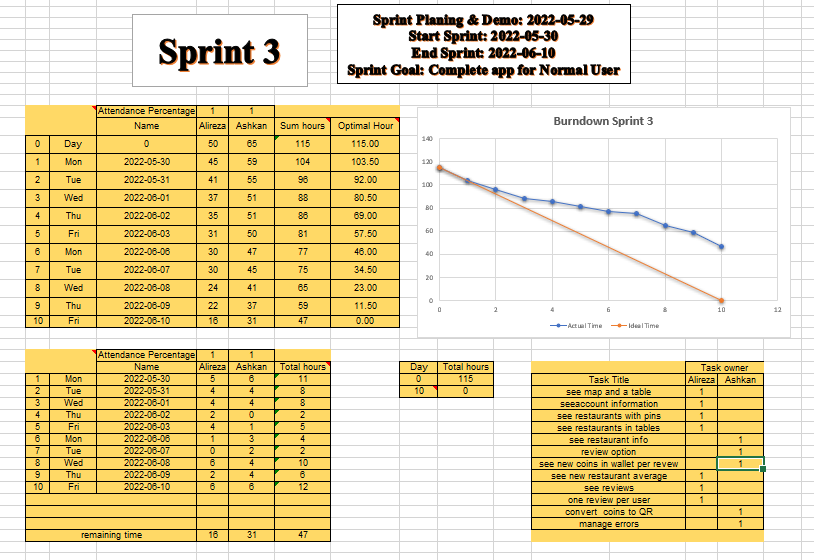 Sprint 3
Sprint Planing & Demo: 2022-05-29
Start Sprint: 2022-05-30
End Sprint: 2022-06-10
Sprint Goal: Complete app for Normal User
Attendance Percentage 1 1
Name Alireza Ashkan Sum hours Optimal Hour
0 Day 0 50 65 115 115.00
1 Mon 2022-05-30 45 59 104 103.50
2 Tue 2022-05-31 41 55 96 92.00
3 Wed 2022-06-01 37 51 88 80.50
4 Thu 2022-06-02 35 51 86 69.00
5 Fri 2022-06-03 31 50 81 57.50
6 Mon 2022-06-06 30 47 77 46.00
7 Tue 2022-06-07 30 45 75 34.50
8 Wed 2022-06-08 24 41 65 23.00
9 Thu 2022-06-09 22 37 59 11.50
10 Fri 2022-06-10 16 31 47 0.00
Burndown Sprint 3
140
120
100
80
60
40
20
0
0 2 4 6 8 10 12
Actual Time Ideal Time
Attendance Percentage 1 1
Name Alireza Ashkan Total hours
1 Mon 2022-05-30 5 6 11
2 Tue 2022-05-31 4 4 8
3 Wed 2022-06-01 4 4 8
4 Thu 2022-06-02 2 0 2
5 Fri 2022-06-03 4 1 5
6 Mon 2022-06-06 1 3 4
7 Tue 2022-06-07 0 2 2
8 Wed 2022-06-08 6 4 10
9 Thu 2022-06-09 2 4 6
10 Fri 2022-06-10 6 6 12
remaining time 16 31 47
Day Total hours
0 115
10 0
Task owner
Task Title Alireza Ashkan
see map and a table 1
seeaccount information 1
see restaurants with pins 1
see restaurants in tables 1
see restaurant info 1
review option 1
see new coins in wallet per revew 1
see new restaurant average 1
see reviews 1
one review per user 1
convert coins to QR 1
manage errors 1